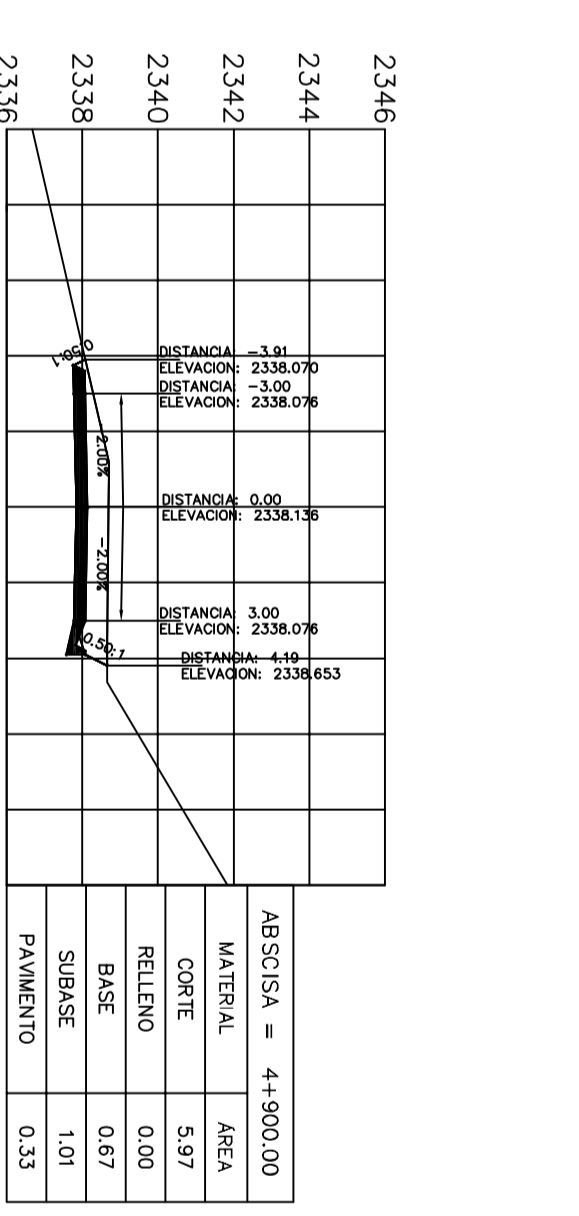 2346
2344
2342
2340
2338
2336
DISTANCIA: -3.91
ELEVACION: 2338.070
DISTANCIA: -3.00
ELEVACION: 2338.076
DISTANCIA: 0.00
ELEVACION: 2338.136
DISTANCIA: 3.00
ELEVACION: 2338.076
DISTANCIA: 4.19
ELEVACION: 2338.653
0.50:1
2.00%
-2.00%
0.50:1
ABSCISA = 4+900.00
MATERIAL ÁREA
CORTE 5.97
RELLENO 0.00
BASE 0.67
SUBASE 1.01
PAVIMENTO 0.33